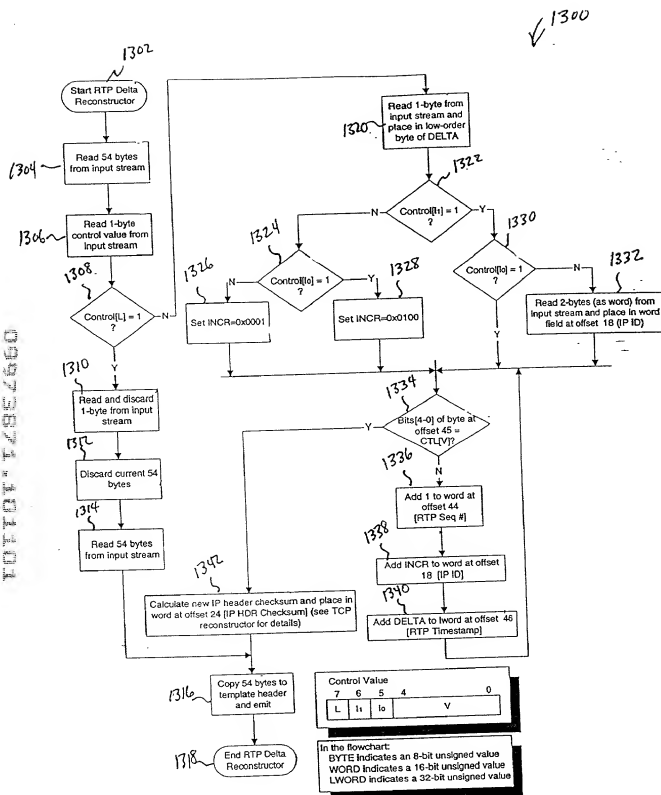 1300
1302
Start RTP Delta
Reconstructor
1304
Read 54 bytes
from input stream
1306
Read 1-byte
control value from
Input stream
1308
Control[L] = 1
?
N
Y
1310
Read and discard
1-byte from input
stream
1312
Discard current 54
bytes
1314
Read 54 bytes
from input stream
1320
Read 1-byte from
input stream and
place in low-order
byte of DELTA
1322
Control[I1] = 1
?
N
Y
1324
Control[I0] = 1
?
N
Y
1326
Set INCR=0x0001
1328
Set INCR=0x0100
1330
Control[I0] = 1
?
N
Y
1332
Read 2-bytes (as word) from
input stream and place in word
field at offset 18 (IP ID)
1334
Bits[4-0] of byte at
offset 45 =
CTL[V]?
Y
N
1336
Add 1 to word at
offset 44
[RTP Seq #]
1338
Add INCR to word at offset
18 [IP ID]
1340
Add DELTA to lword at offset 46
[RTP Timestamp]
1342
Calculate new IP header checksum and place in
word at offset 24 [IP HDR Checksum] (see TCP
reconstructor for details)
1316
Copy 54 bytes to
template header
and emit
1318
End RTP Delta
Reconstructor
Control Value
7 6 5 4 0
L I1 I0 V
In the flowchart:
BYTE indicates an 8-bit unsigned value
WORD indicates a 16-bit unsigned value
LWORD indicates a 32-bit unsigned value